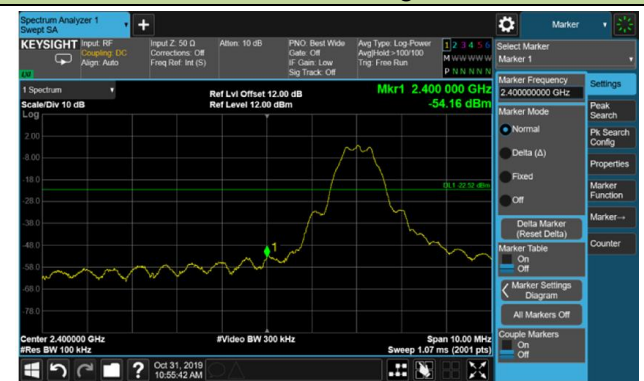 Spectrum Analyzer 1
Swept SA
Marker
KEYSIGHT
Input: RF
Coupling: DC
Align: Auto
Input Z: 50 Ω
Corrections: Off
Freq Ref: Int (S)
Atten: 10 dB
PNO: Best Wide
Gate: Off
IF Gain: Low
Sig Track: Off
Avg Type: Log-Power
Avg|Hold:>100/100
Trig: Free Run
1 2 3 4 5 6
M W W W W W
P N N N N N
Select Marker
Marker 1
1 Spectrum
Scale/Div 10 dB
Log
Ref Lvl Offset 12.00 dB
Ref Level 12.00 dBm
Mkr1 2.400 000 GHz
-54.16 dBm
2.00
-8.00
-18.0
-28.0
-38.0
-48.0
-58.0
-68.0
-78.0
DL1 -22.52 dBm
1
Center 2.400000 GHz
#Res BW 100 kHz
#Video BW 300 kHz
Span 10.00 MHz
Sweep 1.07 ms (2001 pts)
Marker Frequency
2.400000000 GHz
Marker Mode
Normal
Delta (Δ)
Fixed
Off
Delta Marker
(Reset Delta)
Marker Table
On
Off
Marker Settings
Diagram
All Markers Off
Couple Markers
On
Off
Settings
Peak
Search
Pk Search
Config
Properties
Marker
Function
Marker→
Counter
Oct 31, 2019
10:55:42 AM